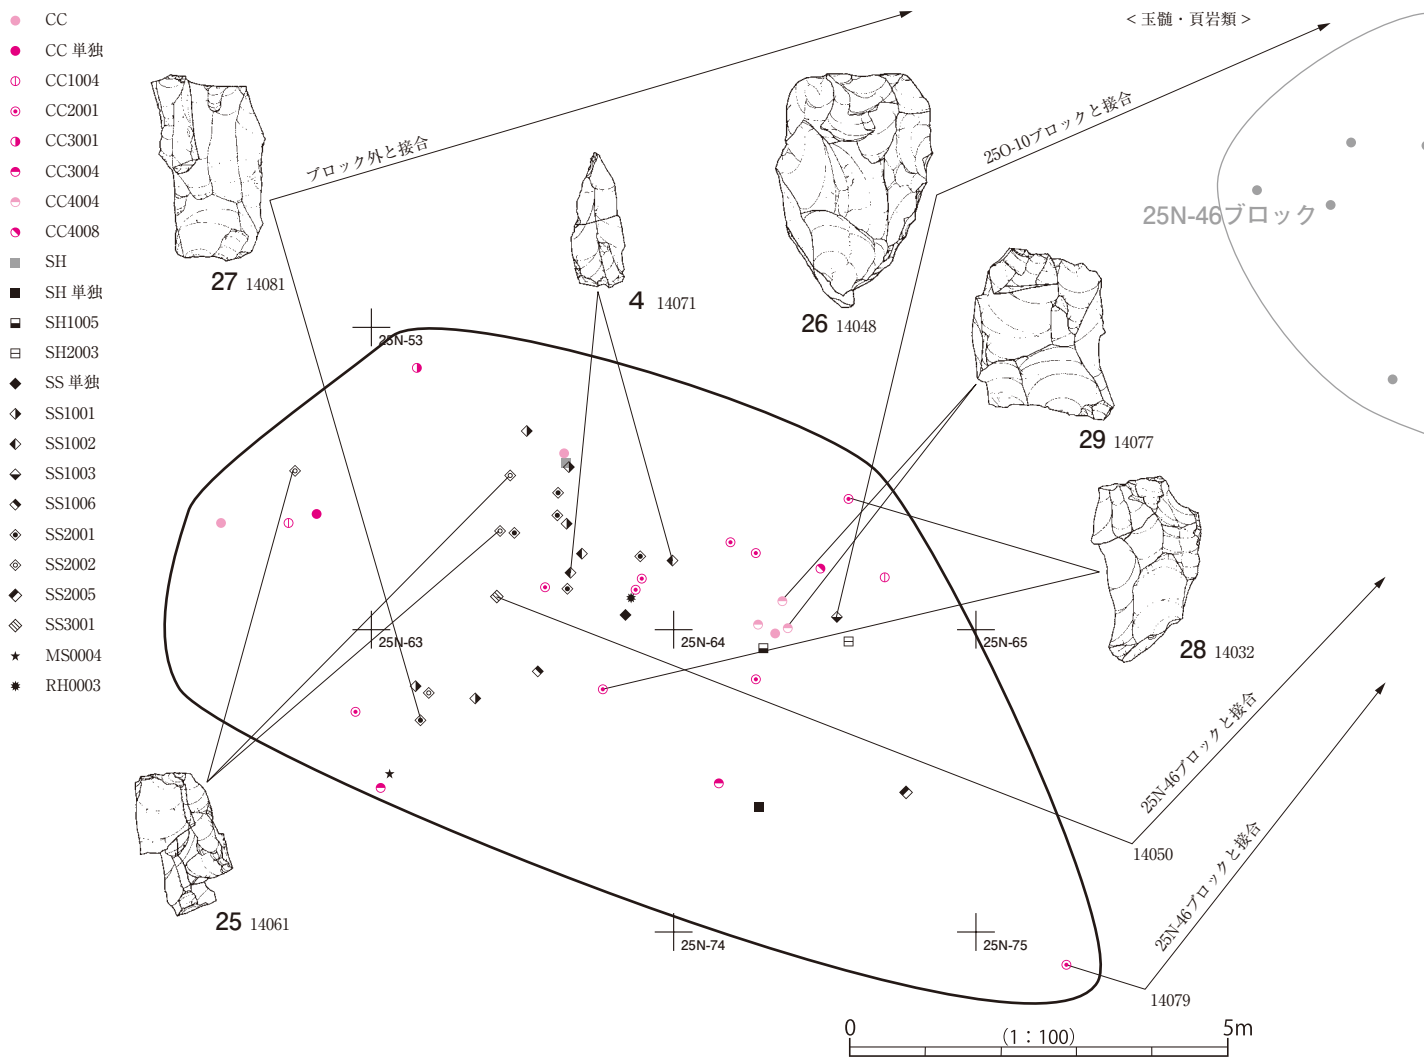 CC
CC 単独
CC1004
CC2001
CC3001
CC3004
CC4004
CC4008
SH
SH 単独
SH1005
SH2003
SS 単独
SS1001
SS1002
SS1003
SS1006
SS2001
SS2002
SS2005
SS3001
MS0004
RH0003
< 玉髄・頁岩類 >
ブロック外と接合
25O-10ブロックと接合
25N-46ブロック
27 14081
4 14071
26 14048
29 14077
28 14032
25 14061
25N-53
25N-63
25N-64
25N-65
25N-74
25N-75
25N-46ブロックと接合
14050
25N-46ブロックと接合
14079
0 (1：100) 5m